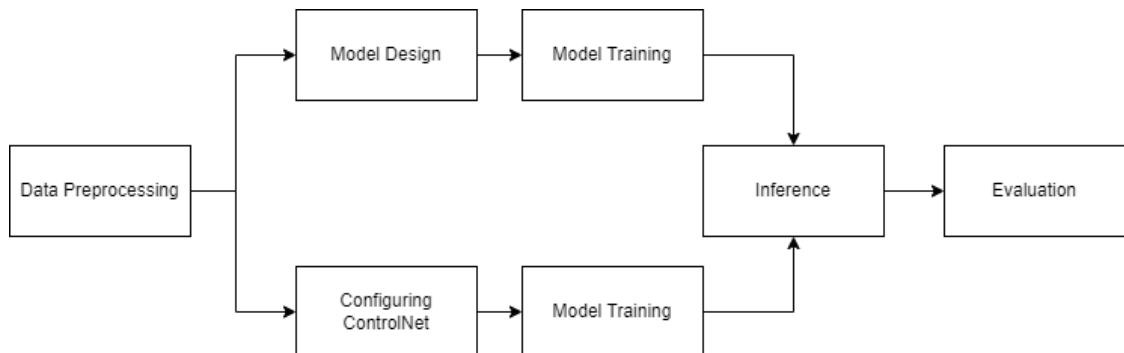 Model Design
Model Training
Data Preprocessing
Inference
Evaluation
Configuring
ControlNet
Model Training